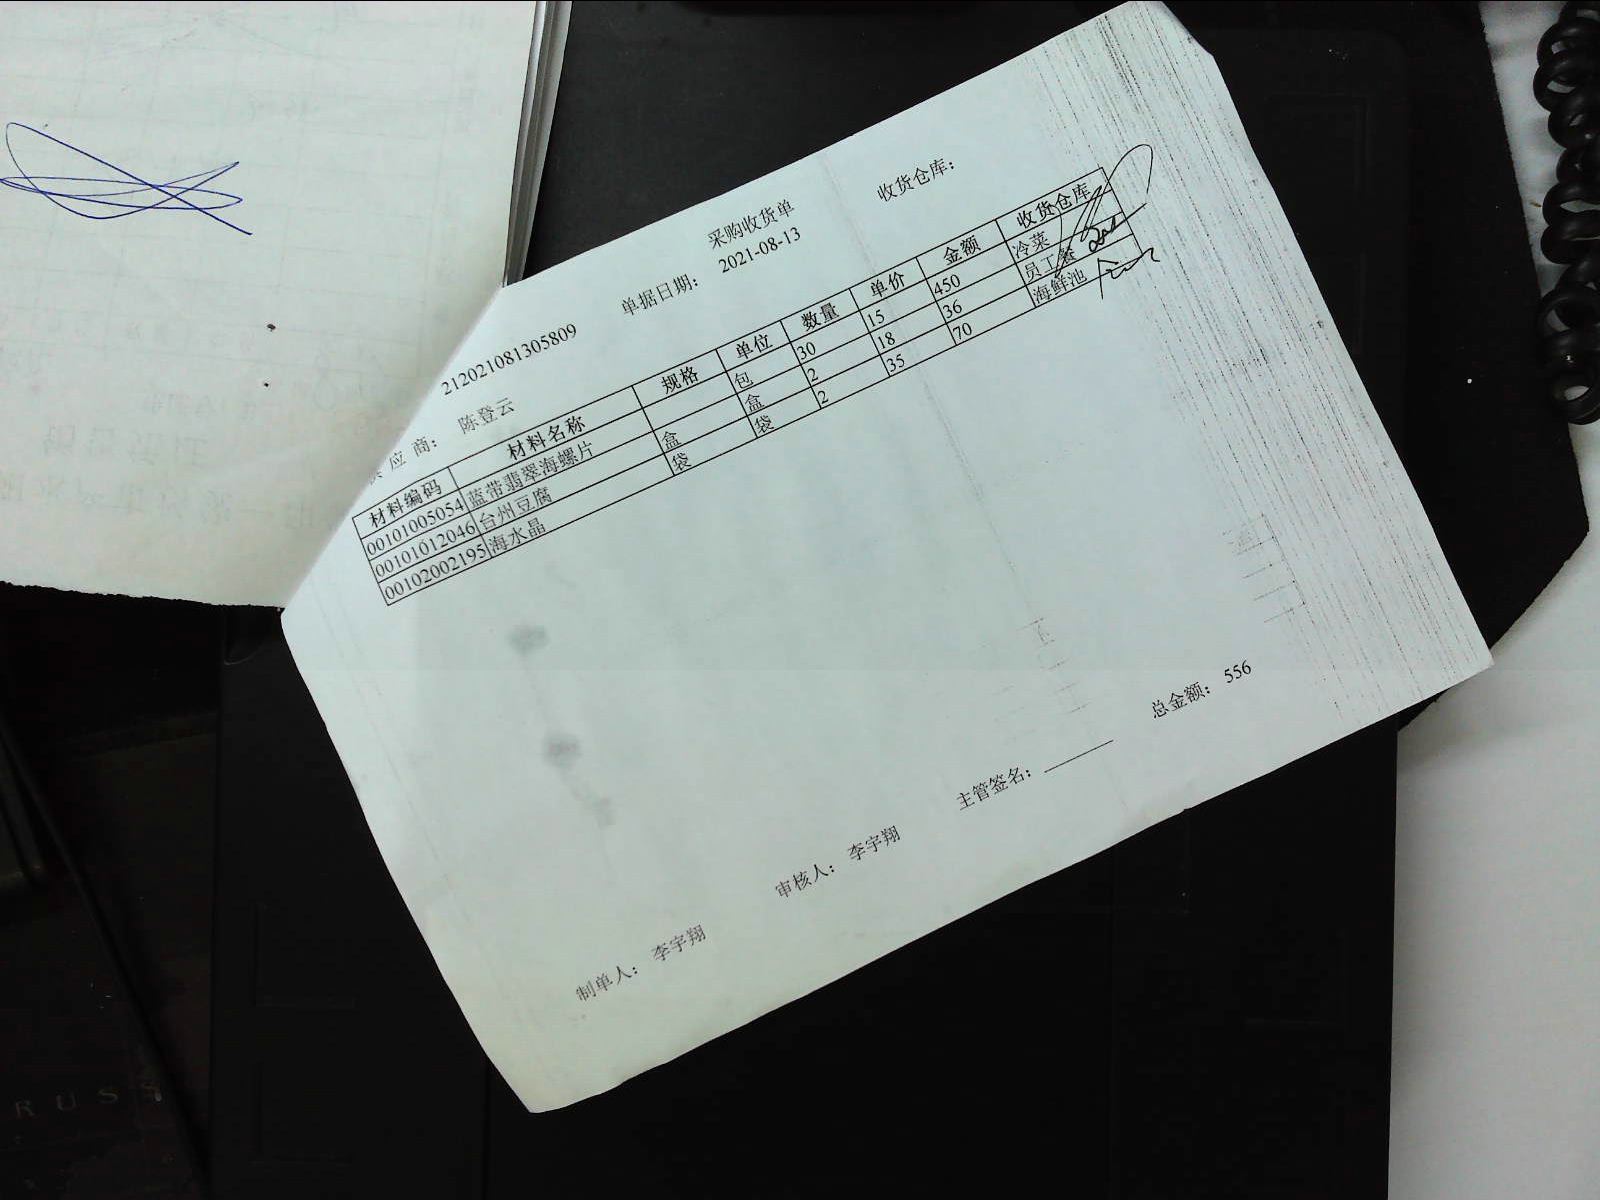 采购收货单
212021081305809 单据日期： 2021-08-13 收货仓库：
供 应 商： 陈登云
材料编码 材料名称 规格 单位 数量 单价 金额 收货仓库
00101005054 蓝带翡翠海螺片 包 30 15 450 冷菜
00101012046 台州豆腐 盒 盒 2 18 36 员工餐
00102002195 海水晶 袋 袋 2 35 70 海鲜池
总金额： 556
制单人： 李宇翔 审核人： 李宇翔 主管签名：
RUSS